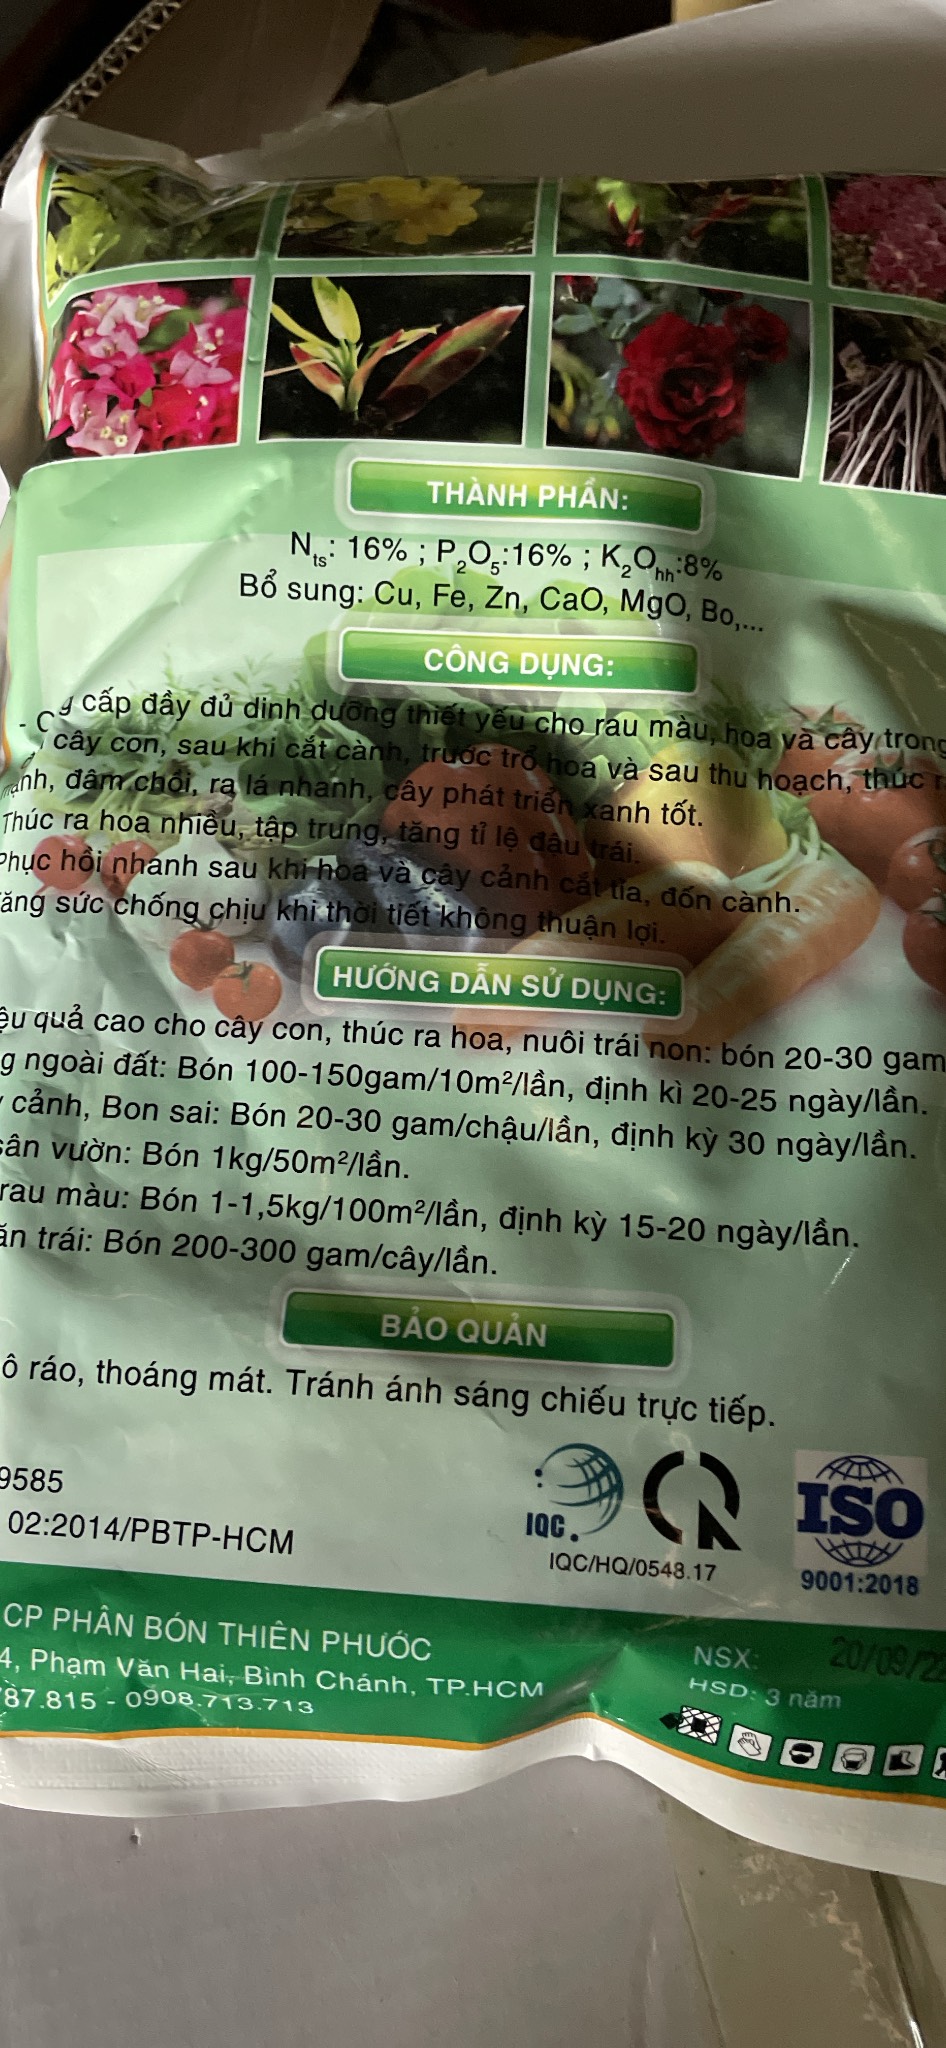 THÀNH PHẦN:
Nts: 16% ; P2O5:16% ; K2Ohh:8%
Bổ sung: Cu, Fe, Zn, CaO, MgO, Bo,...
CÔNG DỤNG:
cấp đầy đủ dinh dưỡng thiết yếu cho rau màu, hoa và cây trong
cây con, sau khi cắt cành, trước trổ hoa và sau thu hoạch, thúc
đâm chồi, ra lá nhanh, cây phát triển xanh tốt.
Thúc ra hoa nhiều, tập trung, tăng tỉ lệ đậu trái.
Phục hồi nhanh sau khi hoa và cây cảnh cắt tỉa, đốn cành.
sức chống chịu khi thời tiết không thuận lợi.
HƯỚNG DẪN SỬ DỤNG:
quả cao cho cây con, thúc ra hoa, nuôi trái non: bón 20-30 gam
ngoài đất: Bón 100-150gam/10m²/lần, định kì 20-25 ngày/lần.
cảnh, Bon sai: Bón 20-30 gam/chậu/lần, định kỳ 30 ngày/lần.
sân vườn: Bón 1kg/50m²/lần.
rau màu: Bón 1-1,5kg/100m²/lần, định kỳ 15-20 ngày/lần.
trái: Bón 200-300 gam/cây/lần.
BẢO QUẢN
ráo, thoáng mát. Tránh ánh sáng chiếu trực tiếp.
9585
02:2014/PBTP-HCM
IQC
IQC/HQ/0548.17
ISO
9001:2018
CP PHÂN BÓN THIÊN PHƯỚC
4, Phạm Văn Hai, Bình Chánh, TP.HCM
787.815 - 0908.713.713
NSX: 20/09/2
HSD: 3 năm